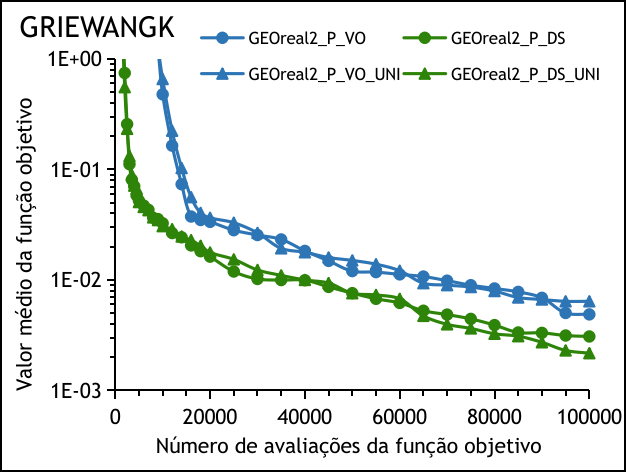 GRIEWANGK
GEOreal2_P_VO
GEOreal2_P_DS
GEOreal2_P_VO_UNI
GEOreal2_P_DS_UNI
Valor médio da função objetivo
1E+00
1E-01
1E-02
1E-03
0 20000 40000 60000 80000 100000
Número de avaliações da função objetivo